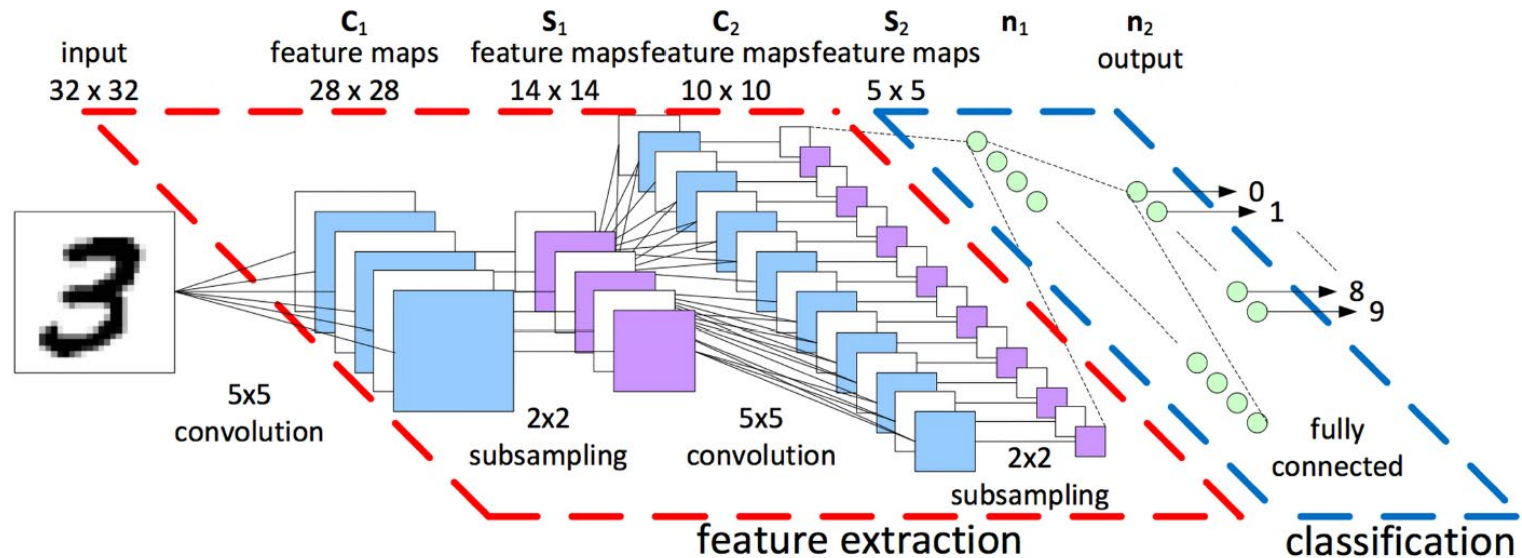 C₁ S₁ C₂ S₂ n₁ n₂
input feature maps feature maps feature maps feature maps output
32 x 32 28 x 28 14 x 14 10 x 10 5 x 5
0
1
8
9
5x5
convolution
2x2
subsampling
5x5
convolution
2x2
subsampling
fully
connected
feature extraction
classification
3